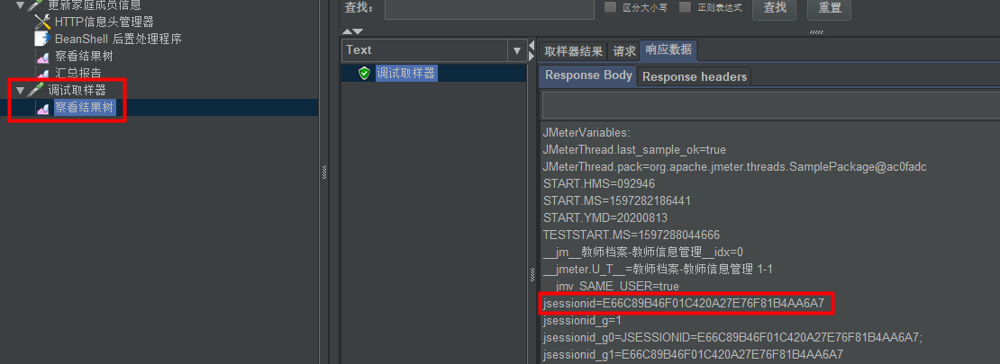 更新家庭成员信息
HTTP信息头管理器
BeanShell 后置处理程序
察看结果树
汇总报告
调试取样器
察看结果树
查找:
区分大小写
正则表达式
查找
重置
Text
调试取样器
取样器结果 请求 响应数据
Response Body Response headers
JMeterVariables:
JMeterThread.last_sample_ok=true
JMeterThread.pack=org.apache.jmeter.threads.SamplePackage@ac0fadc
START.HMS=092946
START.MS=1597282186441
START.YMD=20200813
TESTSTART.MS=1597288044666
__jm__教师档案-教师信息管理__idx=0
__jmeter.U_T__=教师档案-教师信息管理 1-1
__jmv_SAME_USER=true
jsessionid=E66C89B46F01C420A27E76F81B4AA6A7
jsessionid_g=1
jsessionid_g0=JSESSIONID=E66C89B46F01C420A27E76F81B4AA6A7;
jsessionid_g1=E66C89B46F01C420A27E76F81B4AA6A7